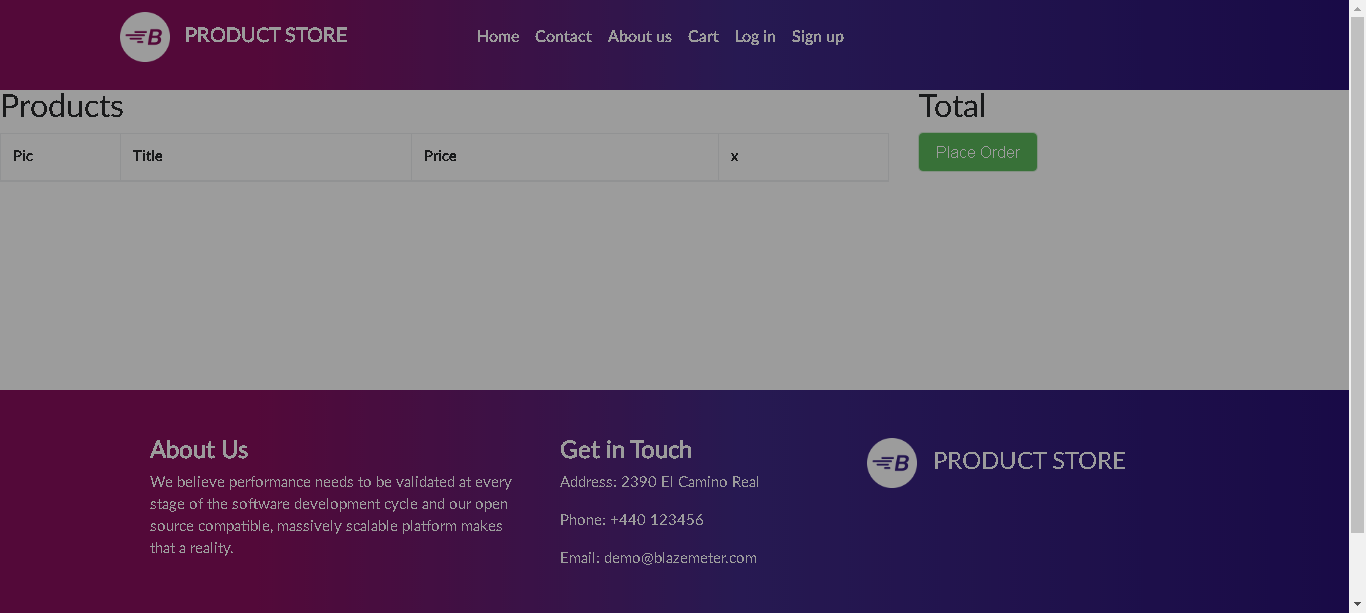 B PRODUCT STORE Home Contact About us Cart Log in Sign up
Products
Total
Pic Title Price x
Place Order
About Us
We believe performance needs to be validated at every
stage of the software development cycle and our open
source compatible, massively scalable platform makes
that a reality.
Get in Touch
Address: 2390 El Camino Real
Phone: +440 123456
Email: demo@blazemeter.com
B PRODUCT STORE